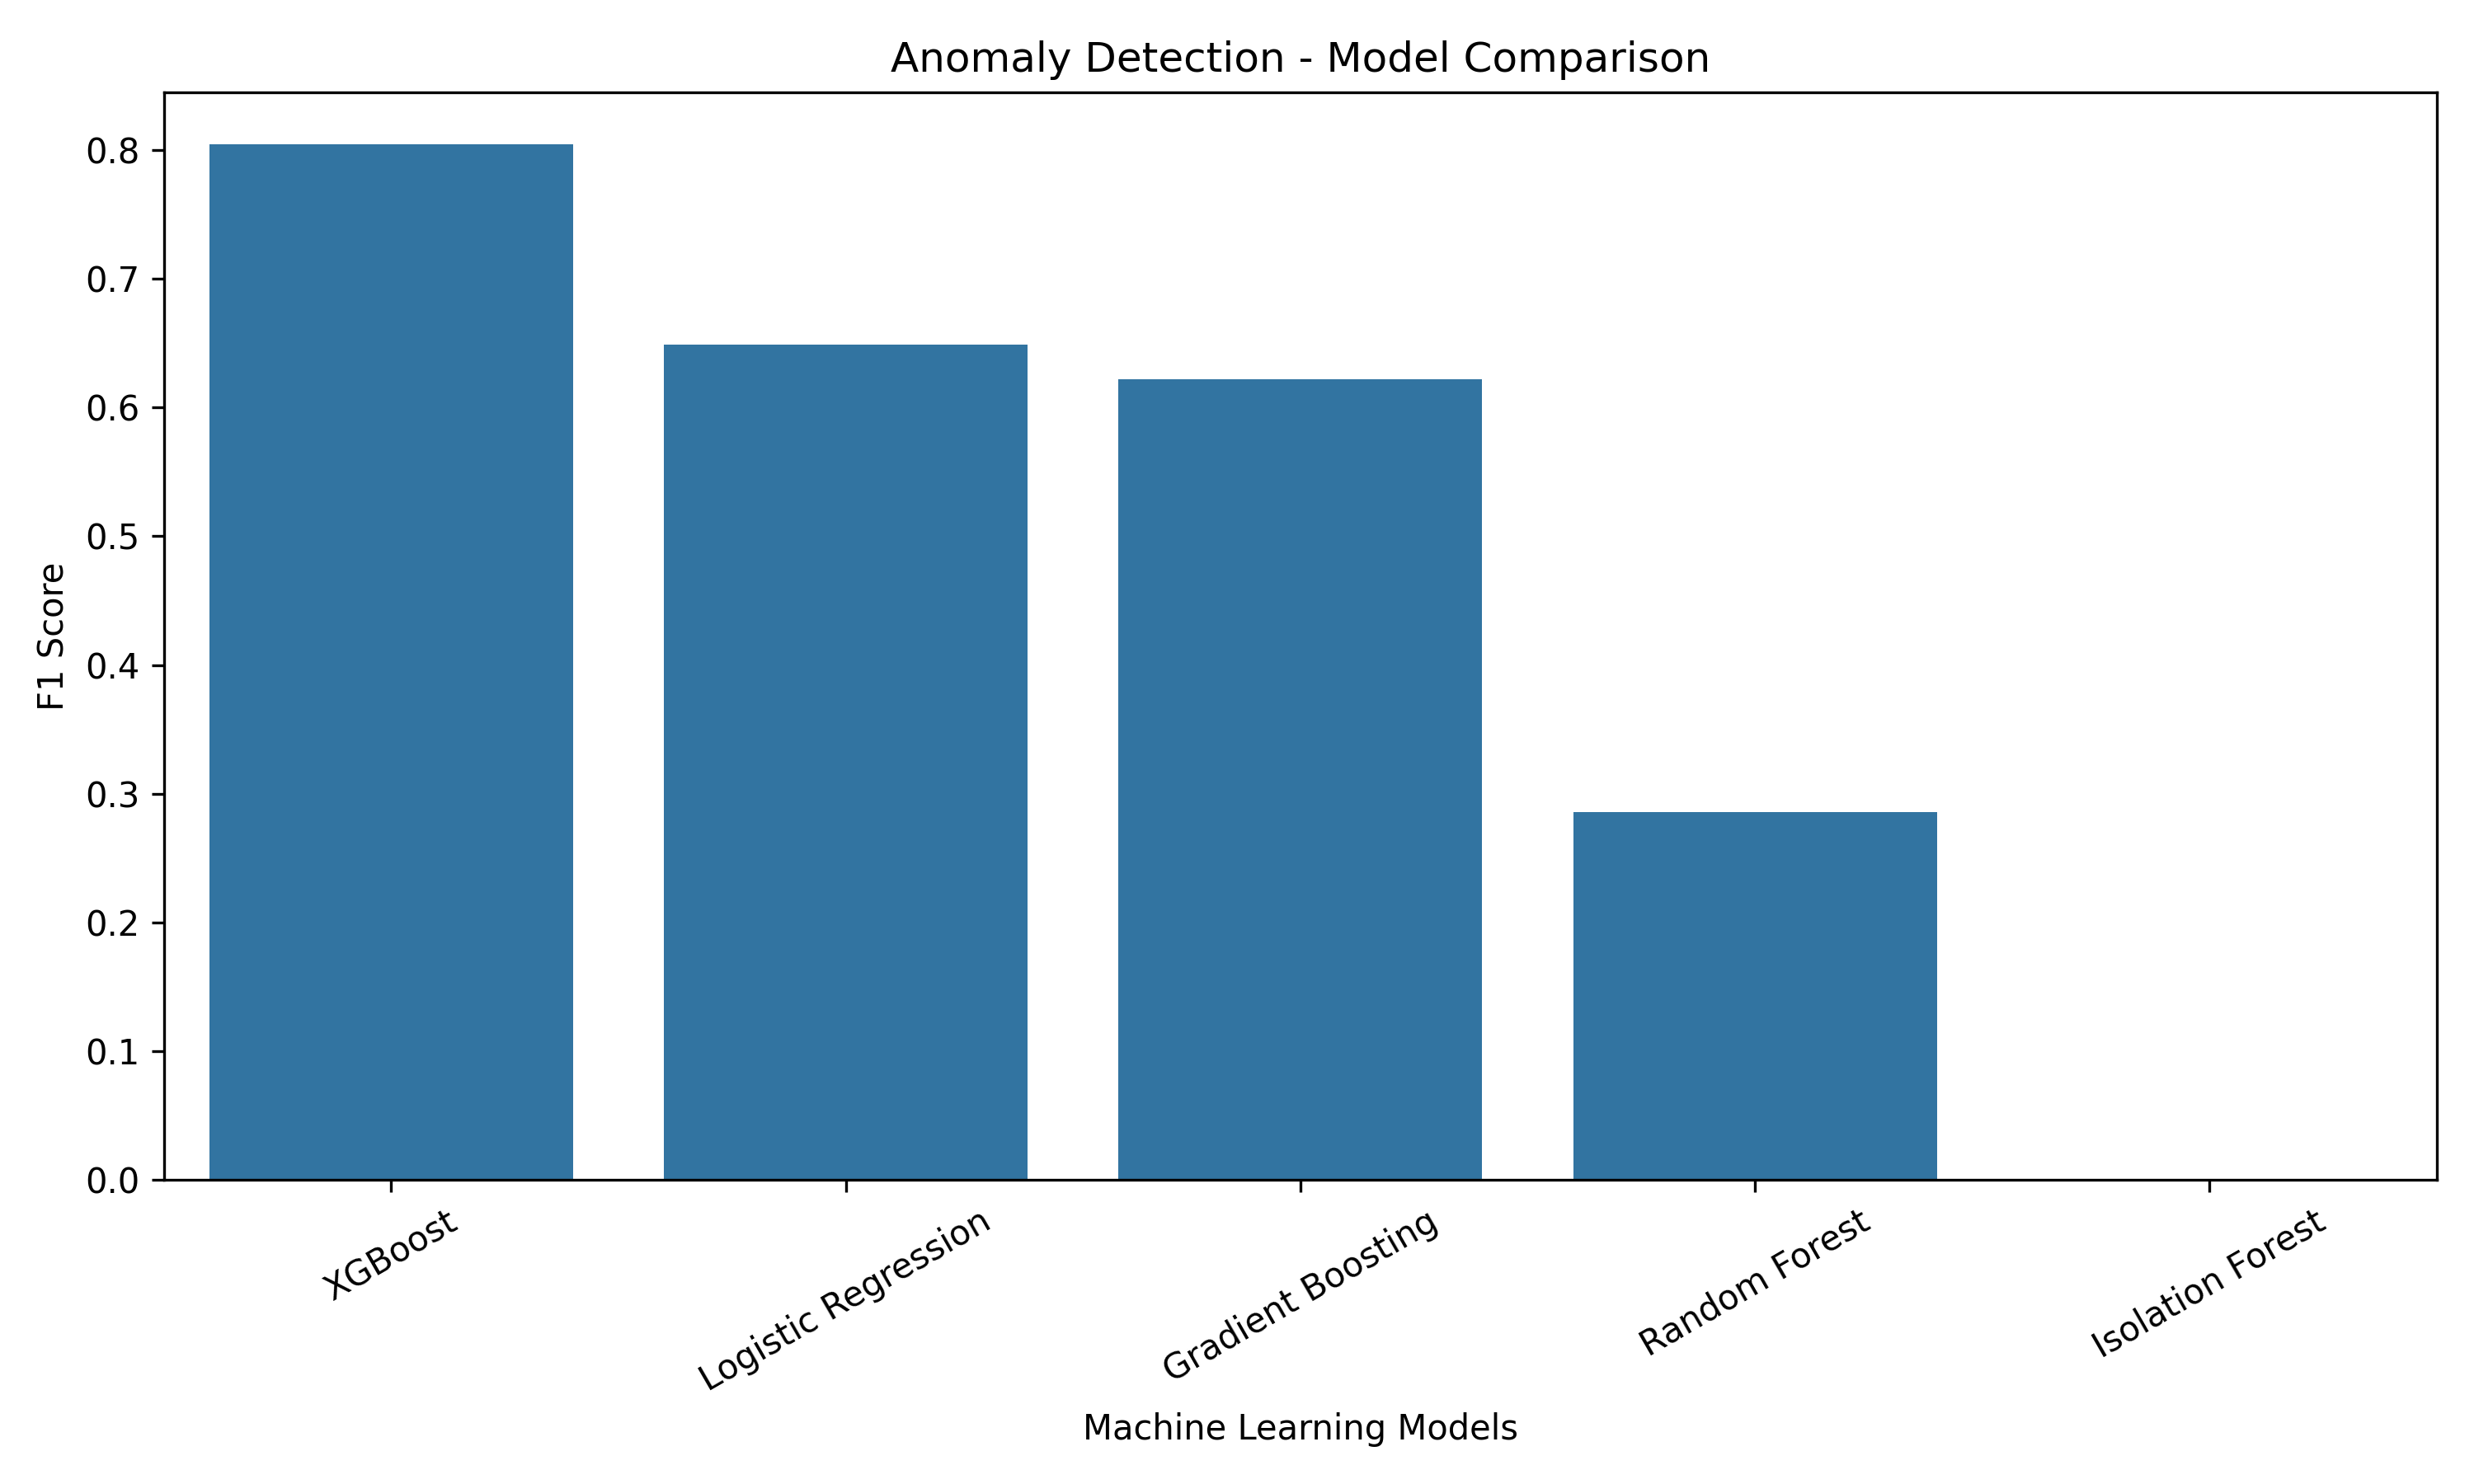 Anomaly Detection - Model Comparison
F1 Score
0.8
0.7
0.6
0.5
0.4
0.3
0.2
0.1
0.0
XGBoost
Logistic Regression
Gradient Boosting
Random Forest
Isolation Forest
Machine Learning Models